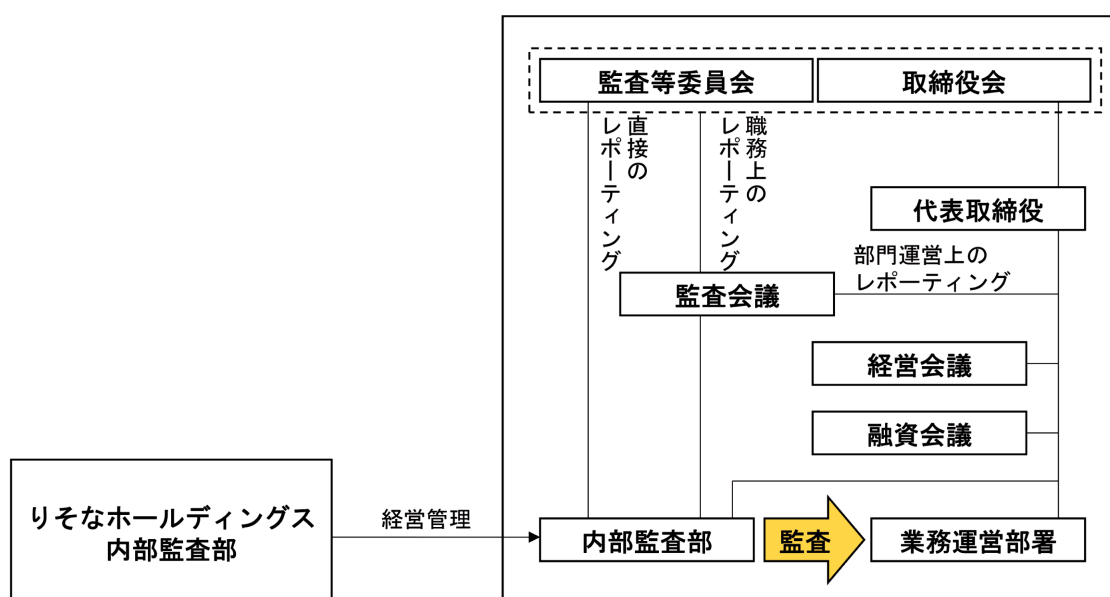 監査等委員会
取締役会
直接の
レポーティング
職務上の
レポーティング
代表取締役
部門運営上の
レポーティング
監査会議
経営会議
融資会議
りそなホールディングス
内部監査部
経営管理
内部監査部
監査
業務運営部署